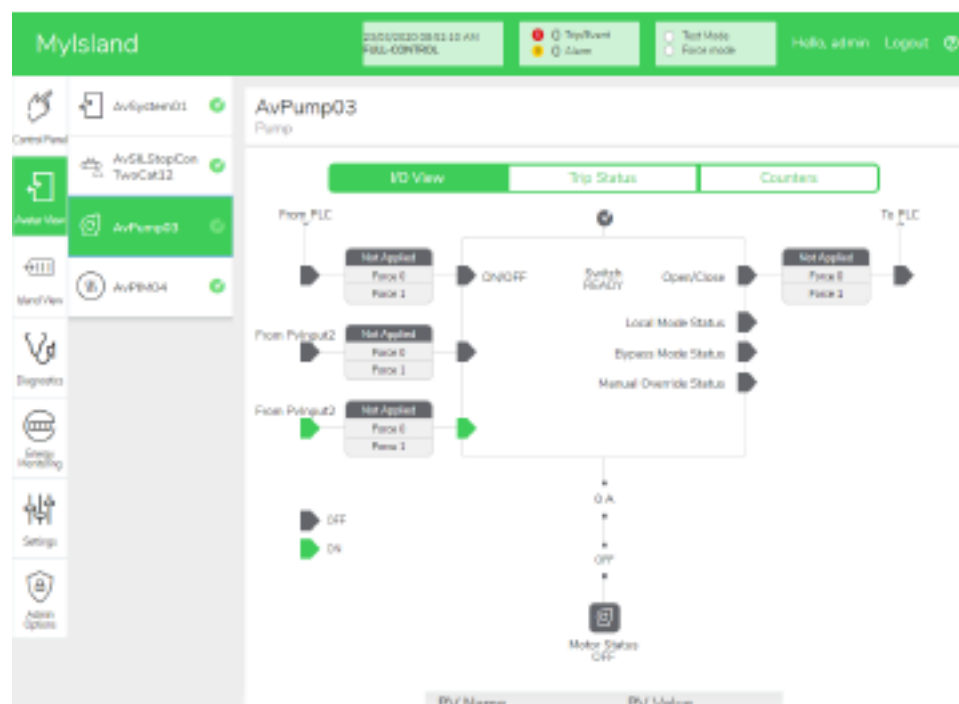 MyIsland
FULL-CONTROL
0 Trip/Event
0 Alarm
Test Mode
Force mode
Hello, admin
Logout
Control Panel
Avatar View
Island View
Diagnostics
Energy
Monitoring
Settings
Admin
Options
AvSystem01
AvSILStopCon
TwoCat12
AvPump03
AvPIM04
AvPump03
Pump
I/O View
Trip Status
Counters
From PLC
To PLC
Not Applied
Force 0
Force 1
ON/OFF
Switch
READY
Open/Close
Not Applied
Force 0
Force 1
Local Mode Status
Bypass Mode Status
Manual Override Status
From PvInput2
Not Applied
Force 0
Force 1
Not Applied
Force 0
Force 1
OFF
ON
0 A
OFF
Motor Status
OFF
PV Name
PV Value